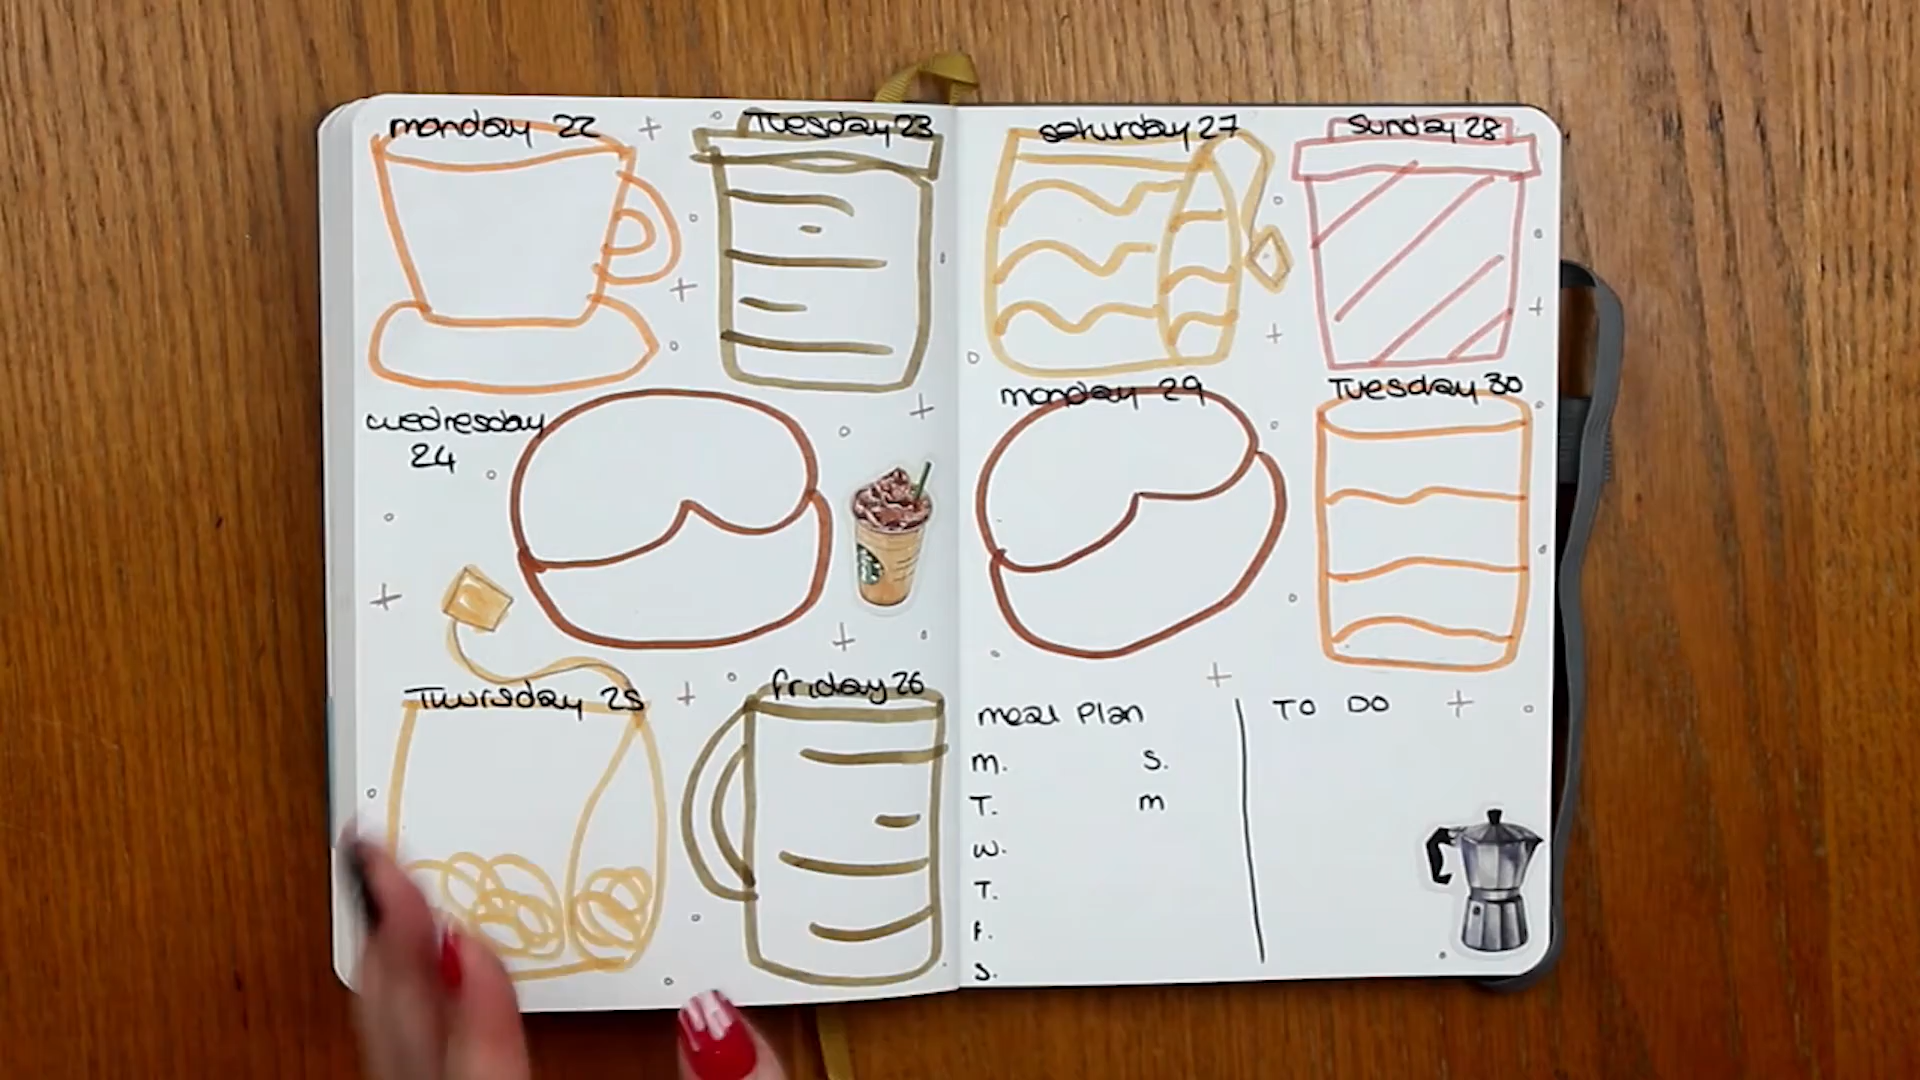 monday 22
Tuesday 23
wednesday
24
Thursday 25
friday 26
saturday 27
Sunday 28
monday 29
Tuesday 30
meal Plan
M. S.
T. m
W.
T.
F.
S.
TO DO